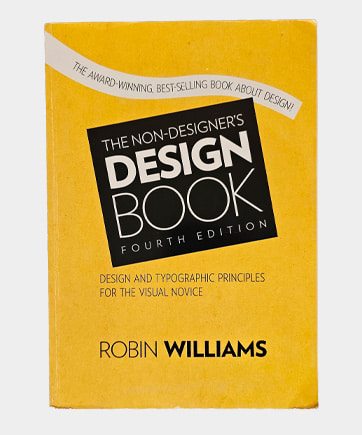 THE AWARD-WINNING, BEST-SELLING BOOK ABOUT DESIGN!
THE NON-DESIGNER'S
DESIGN
BOOK
FOURTH EDITION
DESIGN AND TYPOGRAPHIC PRINCIPLES
FOR THE VISUAL NOVICE
ROBIN WILLIAMS